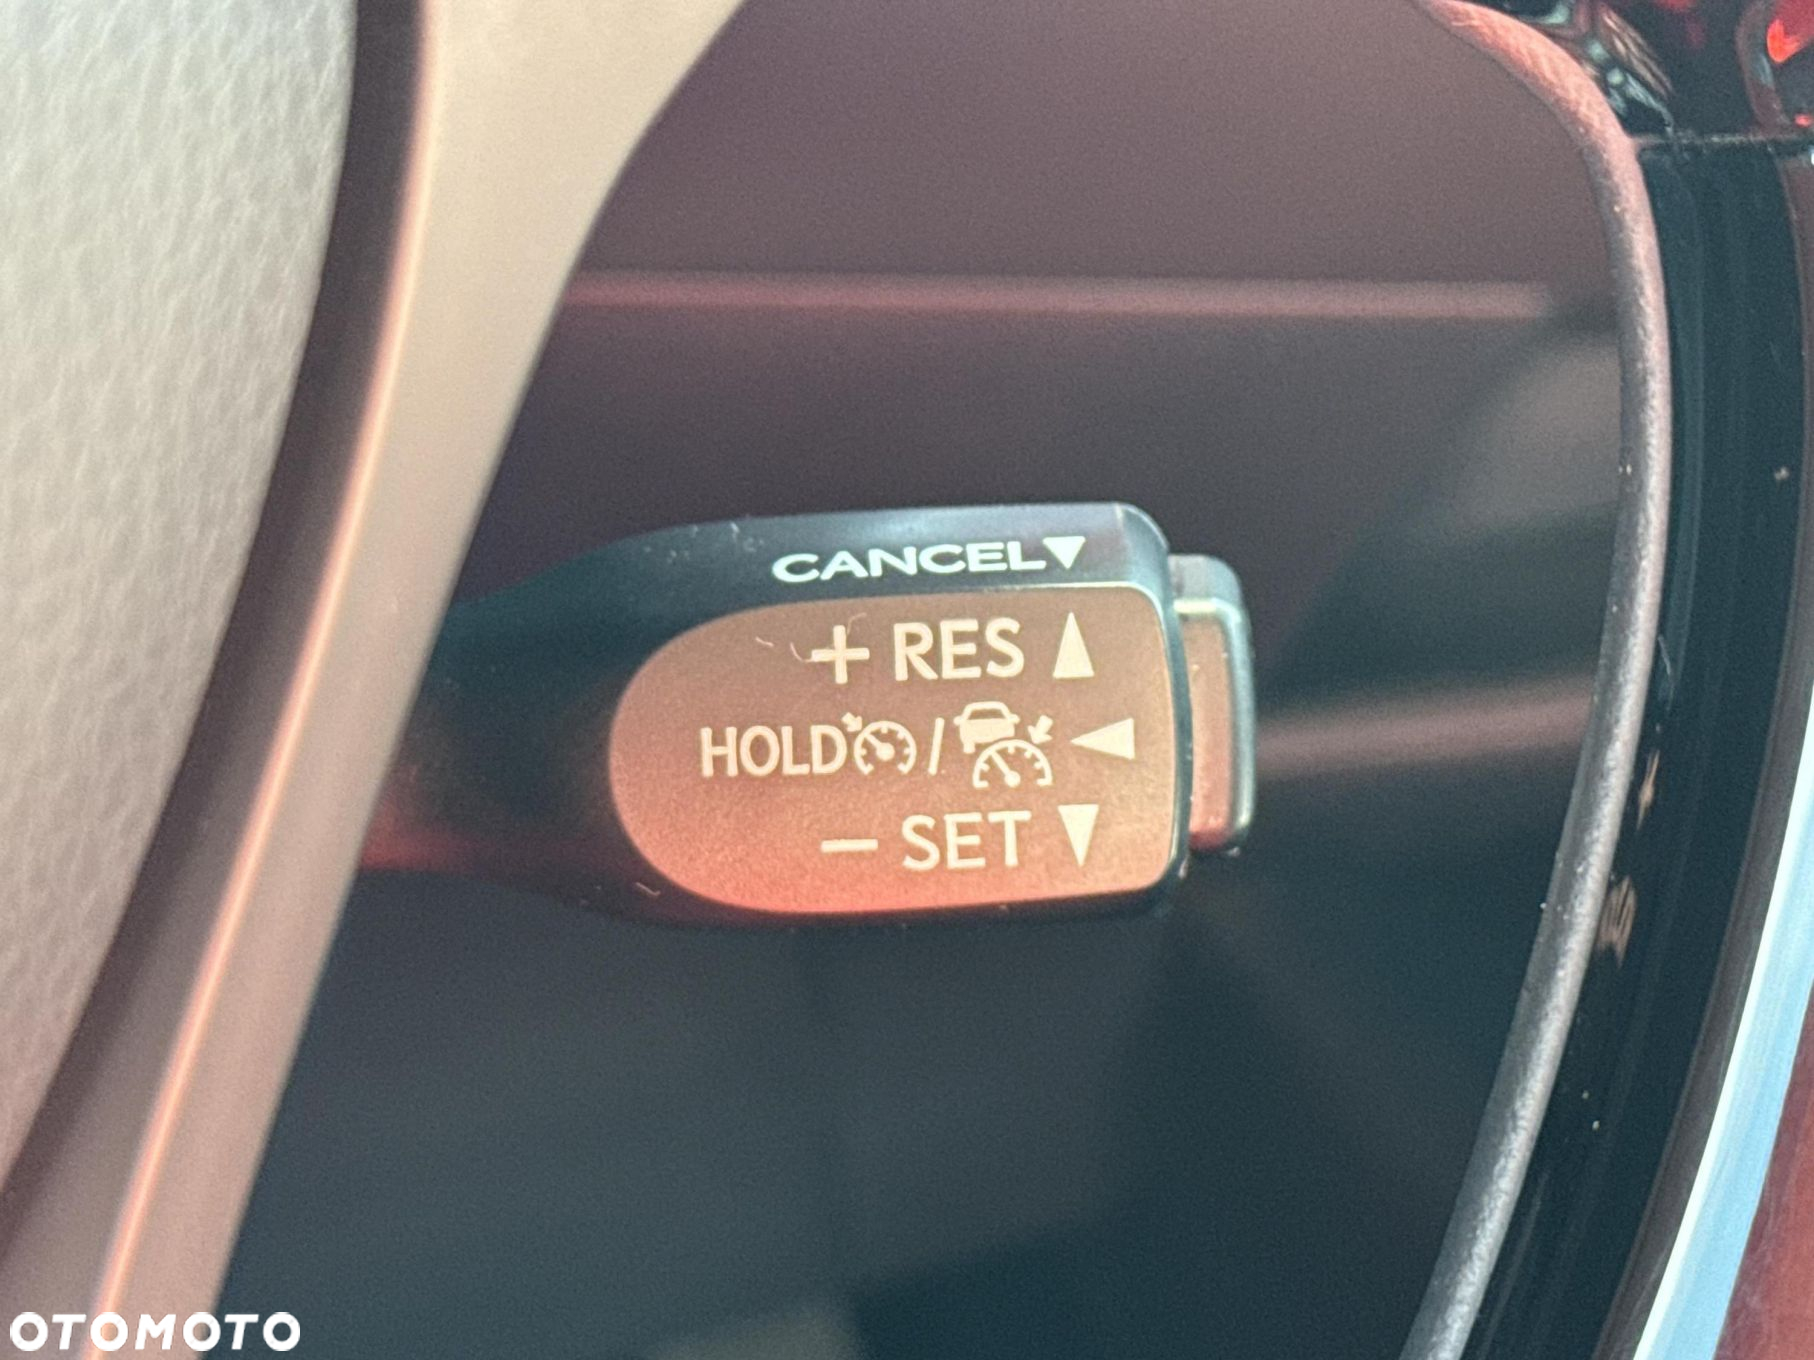 CANCEL▼
+ RES ▲
HOLD / ◀
− SET ▼
OTOMOTO